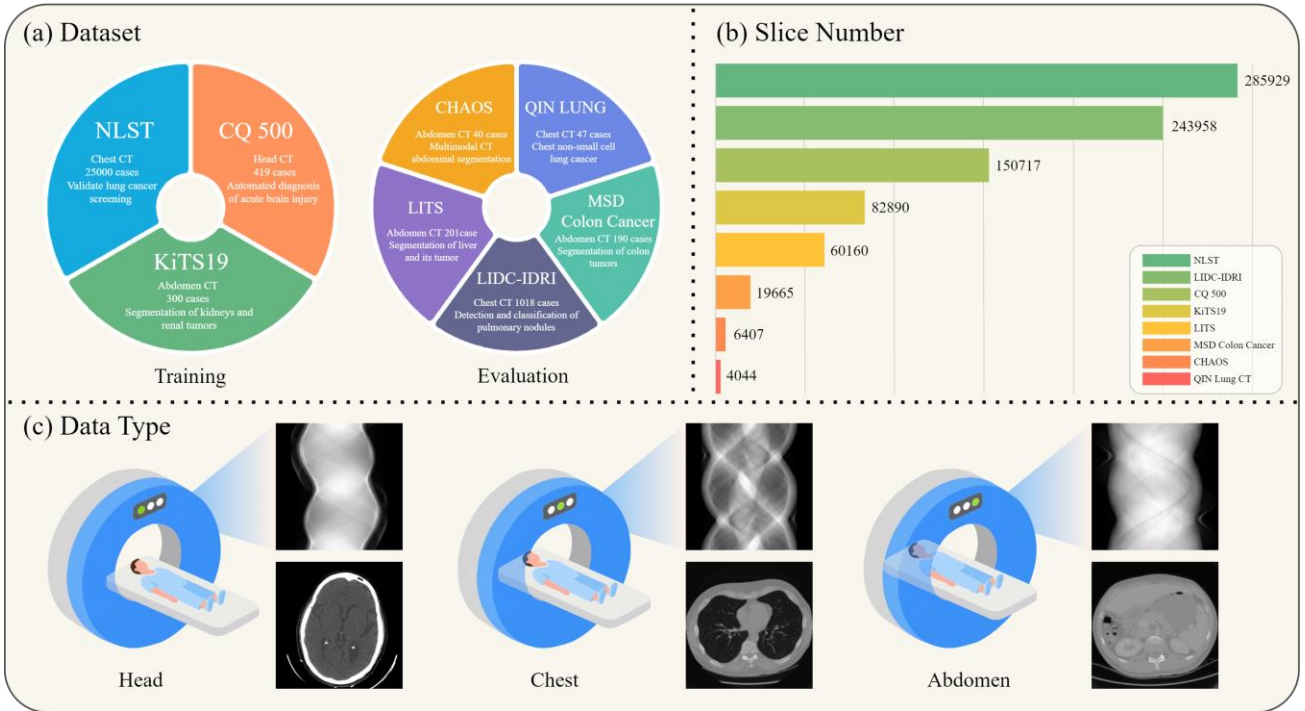 (a) Dataset
NLST
Chest CT
25000 cases
Validate lung cancer
screening
CQ 500
Head CT
419 cases
Automated diagnosis
of acute brain injury
KiTS19
Abdomen CT
300 cases
Segmentation of kidneys and
renal tumors
Training
CHAOS
Abdomen CT 40 cases
Multimodal CT
abdominal segmentation
QIN LUNG
Chest CT 47 cases
Chest non-small cell
lung cancer
LITS
Abdomen CT 201case
Segmentation of liver
and its tumor
MSD
Colon Cancer
Abdomen CT 190 cases
Segmentation of colon
tumors
LIDC-IDRI
Chest CT 1018 cases
Detection and classification of
pulmonary nodules
Evaluation
(b) Slice Number
285929
243958
150717
82890
60160
19665
6407
4044
NLST
LIDC-IDRI
CQ 500
KiTS19
LITS
MSD Colon Cancer
CHAOS
QIN Lung CT
(c) Data Type
Head
Chest
Abdomen